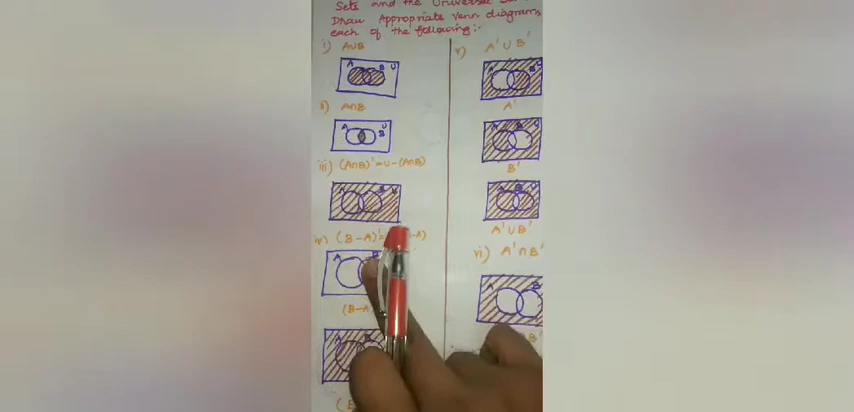 Sets and the Universal
Draw Appropriate Venn diagrams
each of the following:-
i) A∪B
A B U
ii) A∩B
A U
B
iii) (A∩B)' = U-(A∩B)
A B U
iv) (B-A)'= -A)
A B
(B-A
A B
(B
v) A' ∪ B'
A B U
A'
A B U
B'
A B
A' ∪ B'
vi) A' ∩ B'
A B
B'